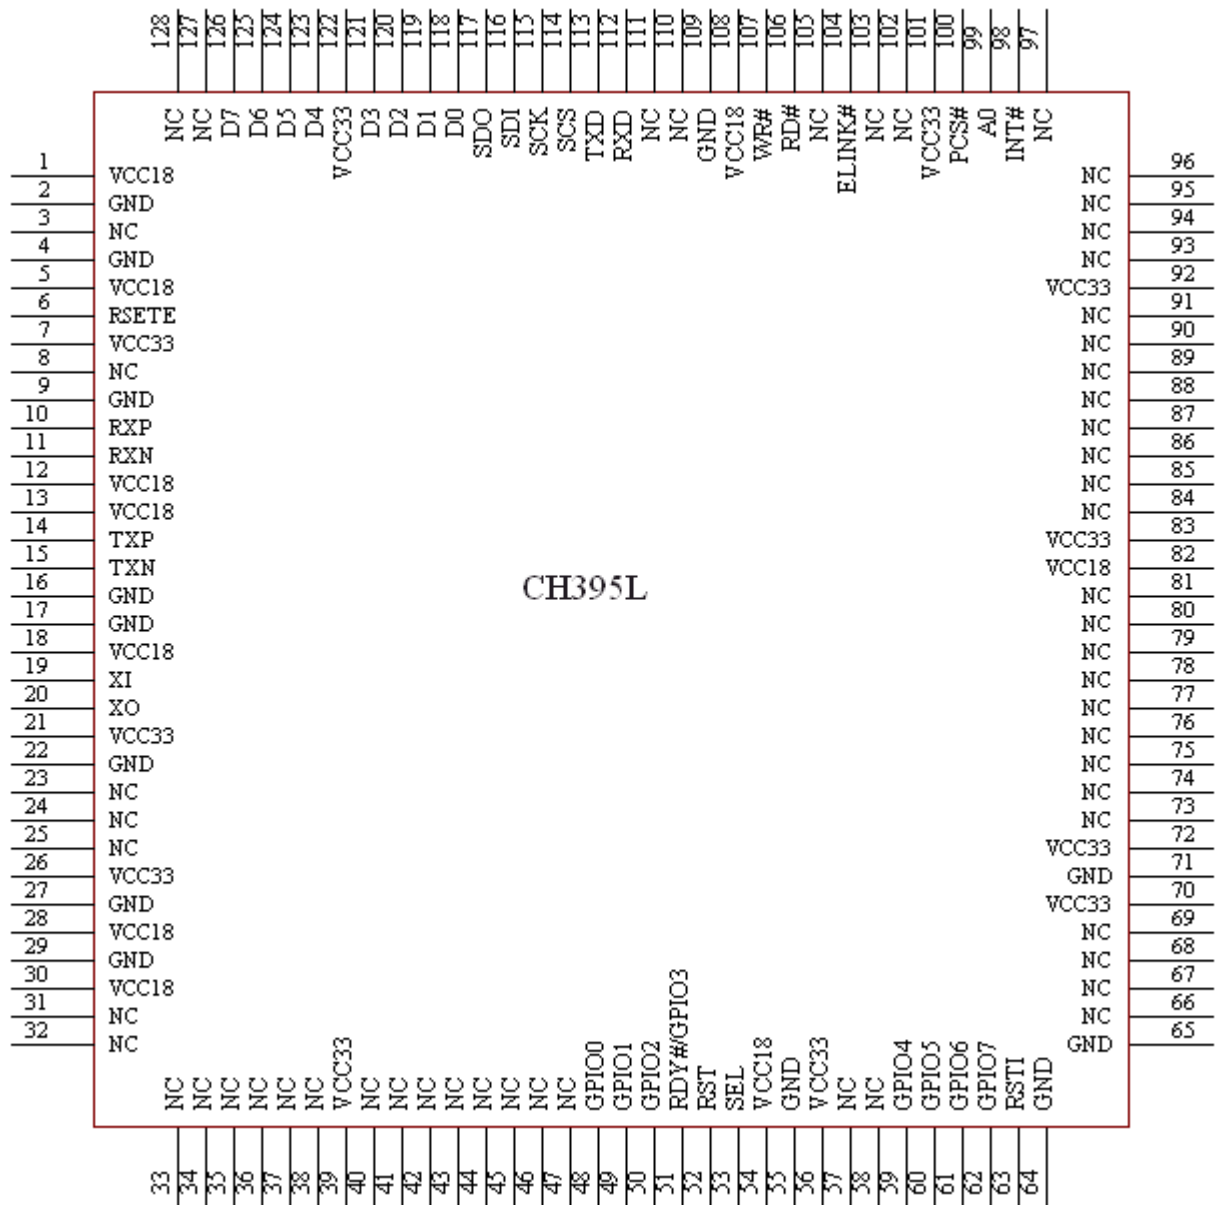 128 127 126 125 124 123 122 121 120 119 118 117 116 115 114 113 112 111 110 109 108 107 106 105 104 103 102 101 100 99 98 97
NC NC D7 D6 D5 D4 VCC33 D3 D2 D1 D0 SDO SDI SCK SCS TXD RXD NC NC GND VCC18 WR# RD# NC ELINK# NC NC VCC33 PCS# A0 INT# NC
1 VCC18 NC 96
2 GND NC 95
3 NC NC 94
4 GND NC 93
5 VCC18 VCC33 92
6 RSETE NC 91
7 VCC33 NC 90
8 NC NC 89
9 GND NC 88
10 RXP NC 87
11 RXN NC 86
12 VCC18 NC 85
13 VCC18 NC 84
14 TXP VCC33 83
15 TXN VCC18 82
CH395L
16 GND NC 81
17 GND NC 80
18 VCC18 NC 79
19 XI NC 78
20 XO NC 77
21 VCC33 NC 76
22 GND NC 75
23 NC NC 74
24 NC NC 73
25 NC VCC33 72
26 VCC33 GND 71
27 GND VCC33 70
28 VCC18 NC 69
29 GND NC 68
30 VCC18 NC 67
31 NC NC 66
32 NC GND 65
NC NC NC NC NC NC VCC33 NC NC NC NC NC NC NC NC GPIO0 GPIO1 GPIO2 RDY#/GPIO3 RST SEL VCC18 GND VCC33 NC NC GPIO4 GPIO5 GPIO6 GPIO7 RSTI GND
33 34 35 36 37 38 39 40 41 42 43 44 45 46 47 48 49 50 51 52 53 54 55 56 57 58 59 60 61 62 63 64